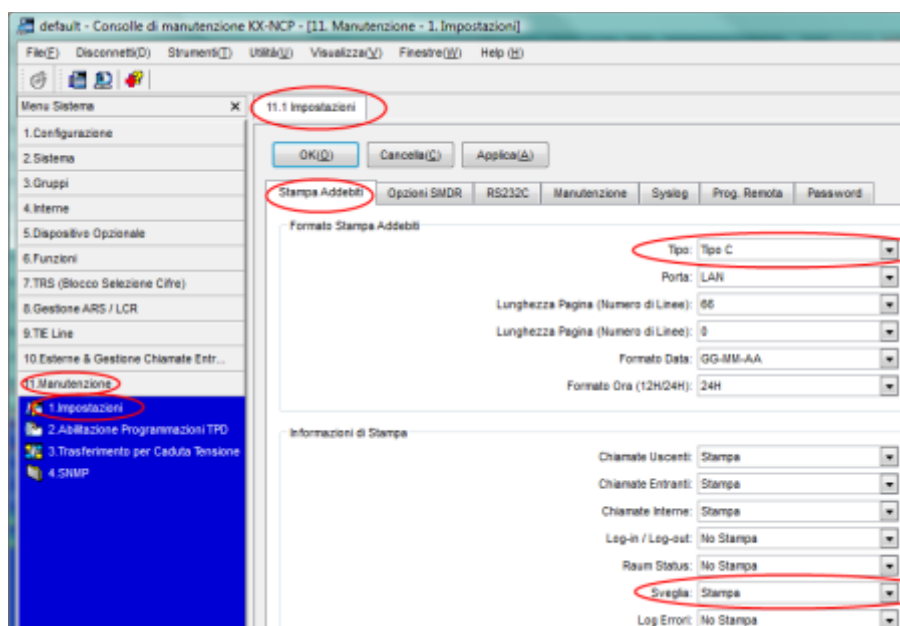 default - Consolle di manutenzione KX-NCP - [11. Manutenzione - 1. Impostazioni]
File(F) Disconnetti(D) Strumenti(T) Utilità(U) Visualizza(V) Finestre(W) Help (H)
Menu Sistema X
11.1 Impostazioni
1.Configurazione
2.Sistema
3.Gruppi
4.Interne
5.Dispositivo Opzionale
6.Funzioni
7.TRS (Blocco Selezione Cifre)
8.Gestione ARS / LCR
9.TIE Line
10.Esterne & Gestione Chiamate Entr...
11.Manutenzione
1.Impostazioni
2.Abilitazione Programmazioni TPD
3.Trasferimento per Caduta Tensione
4.SNMP
OK(O) Cancella(C) Applica(A)
Stampa Addebiti Opzioni SMDR RS232C Manutenzione Syslog Prog. Remota Password
Formato Stampa Addebiti
Tipo: Tipo C
Porta: LAN
Lunghezza Pagina (Numero di Linee): 66
Lunghezza Pagina (Numero di Linee): 0
Formato Data: GG-MM-AA
Formato Ora (12H/24H): 24H
Informazioni di Stampa
Chiamate Uscenti: Stampa
Chiamate Entranti: Stampa
Chiamate Interne: Stampa
Log-in / Log-out: No Stampa
Raum Status: No Stampa
Sveglia: Stampa
Log Errori: No Stampa